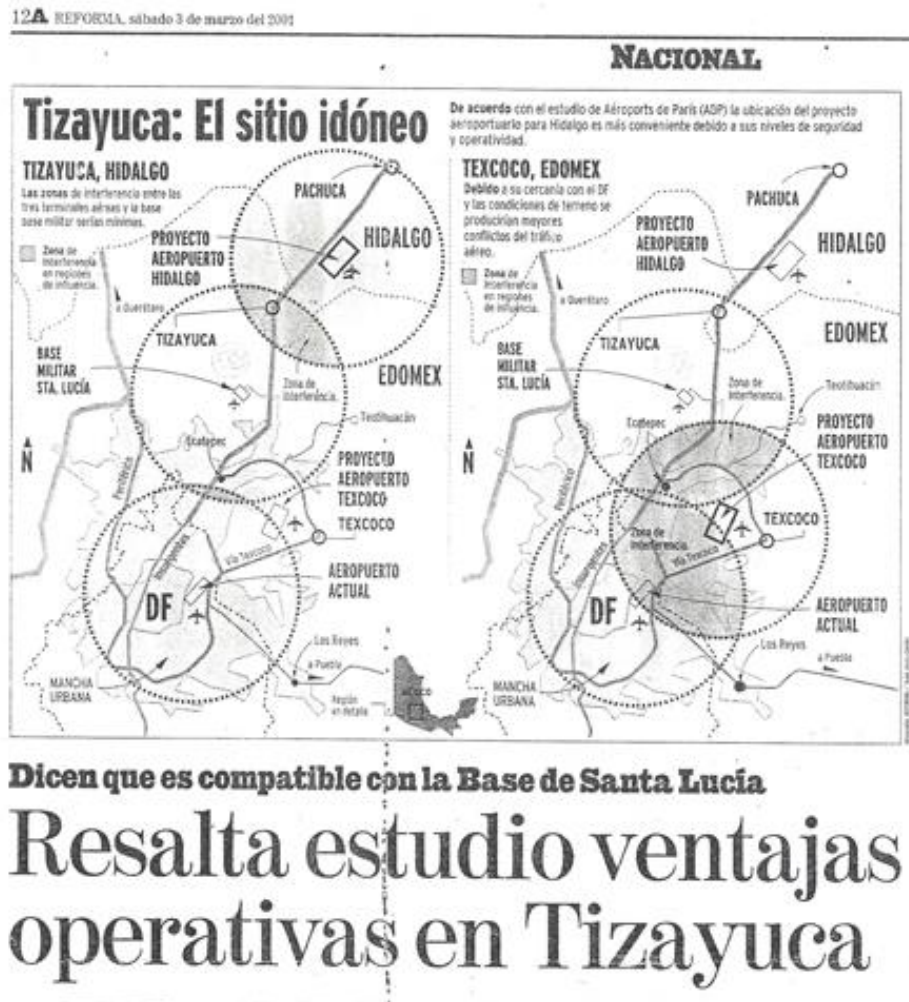 12A REFORMA, sábado 3 de marzo del 2001
NACIONAL
Tizayuca: El sitio idóneo
De acuerdo con el estudio de Aéroports de Paris (ADP) la ubicación del proyecto
aeroportuario para Hidalgo es más conveniente debido a sus niveles de seguridad
y operatividad.
TIZAYUCA, HIDALGO
Las zonas de interferencia entre las
tres terminales aéreas y la base
base militar serían mínimas.
Zona de
interferencia
en regiones
de influencia.
PACHUCA
HIDALGO
PROYECTO
AEROPUERTO
HIDALGO
a Querétaro
TIZAYUCA
BASE
MILITAR
STA. LUCÍA
EDOMEX
Zona de
interferencia.
Teotihuacán
Ecatepec
N
Periférico
PROYECTO
AEROPUERTO
TEXCOCO
TEXCOCO
Insurgentes
Vía Texcoco
AEROPUERTO
ACTUAL
DF
Los Reyes
a Puebla
MANCHA
URBANA
Región
en detalle
MÉXICO
TEXCOCO, EDOMEX
Debido a su cercanía con el DF
y las condiciones de terreno se
producirían mayores
conflictos del tráfico
aéreo.
Zona de
interferencia
en regiones
de influencia.
PACHUCA
PROYECTO
AEROPUERTO
HIDALGO
HIDALGO
a Querétaro
TIZAYUCA
EDOMEX
BASE
MILITAR
STA. LUCÍA
Zona de
interferencia.
Teotihuacán
Ecatepec
PROYECTO
AEROPUERTO
TEXCOCO
N
Periférico
TEXCOCO
Zona de
interferencia.
Insurgentes
Vía Texcoco
DF
AEROPUERTO
ACTUAL
Los Reyes
a Puebla
MANCHA
URBANA
Dicen que es compatible con la Base de Santa Lucía
Resalta estudio ventajas
operativas en Tizayuca